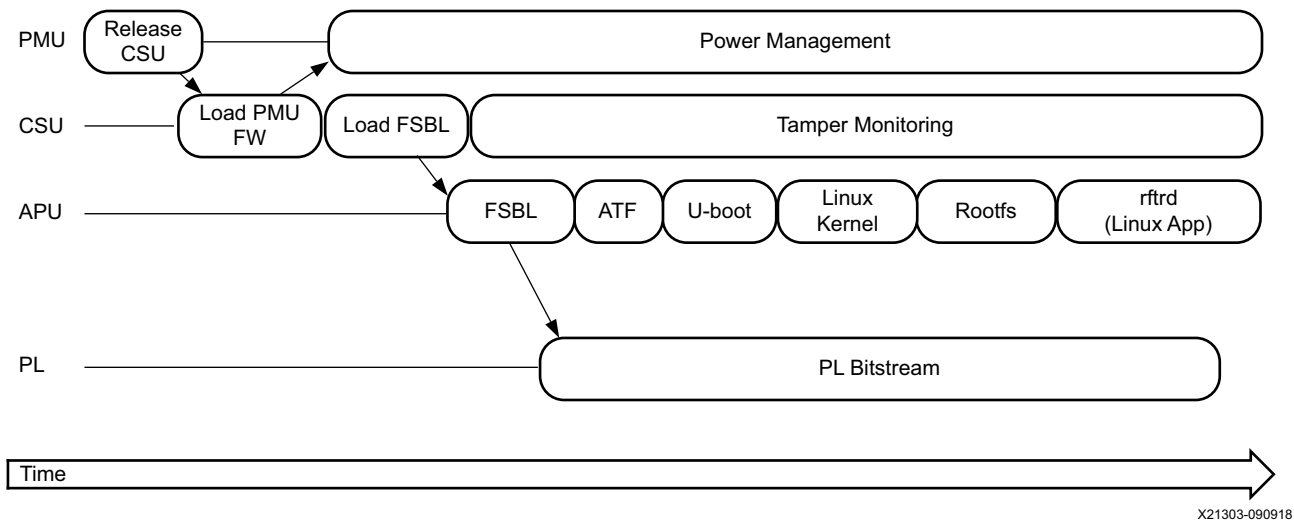 PMU
Release
CSU
Power Management
CSU
Load PMU
FW
Load FSBL
Tamper Monitoring
APU
FSBL
ATF
U-boot
Linux
Kernel
Rootfs
rftrd
(Linux App)
PL
PL Bitstream
Time
X21303-090918